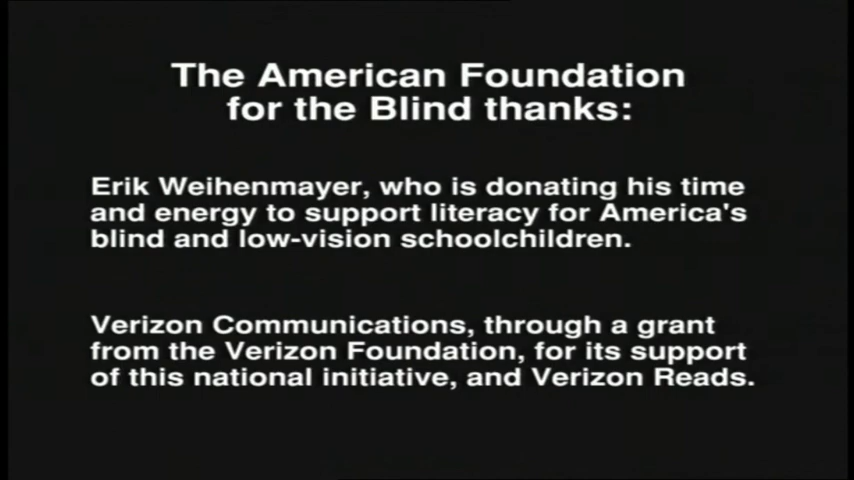 The American Foundation
for the Blind thanks:
Erik Weihenmayer, who is donating his time
and energy to support literacy for America's
blind and low-vision schoolchildren.
Verizon Communications, through a grant
from the Verizon Foundation, for its support
of this national initiative, and Verizon Reads.